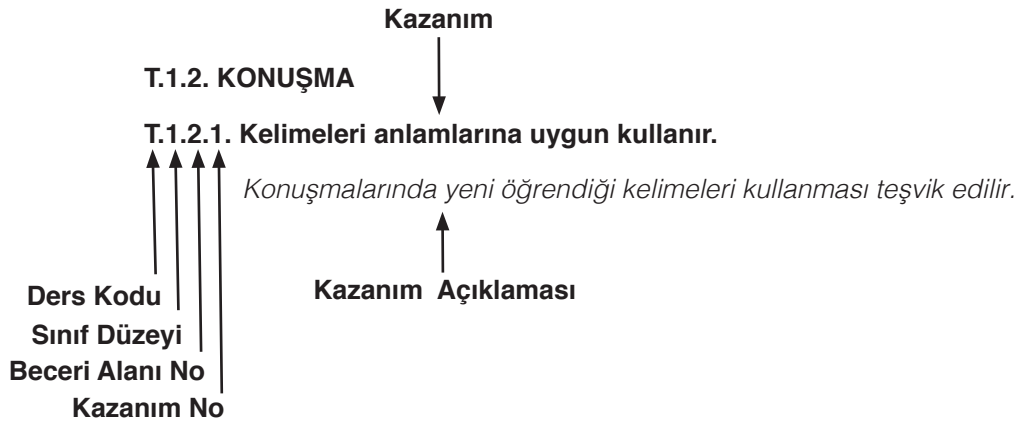 Kazanım
T.1.2. KONUŞMA
T.1.2.1. Kelimeleri anlamlarına uygun kullanır.
Konuşmalarında yeni öğrendiği kelimeleri kullanması teşvik edilir.
Ders Kodu
Kazanım Açıklaması
Sınıf Düzeyi
Beceri Alanı No
Kazanım No